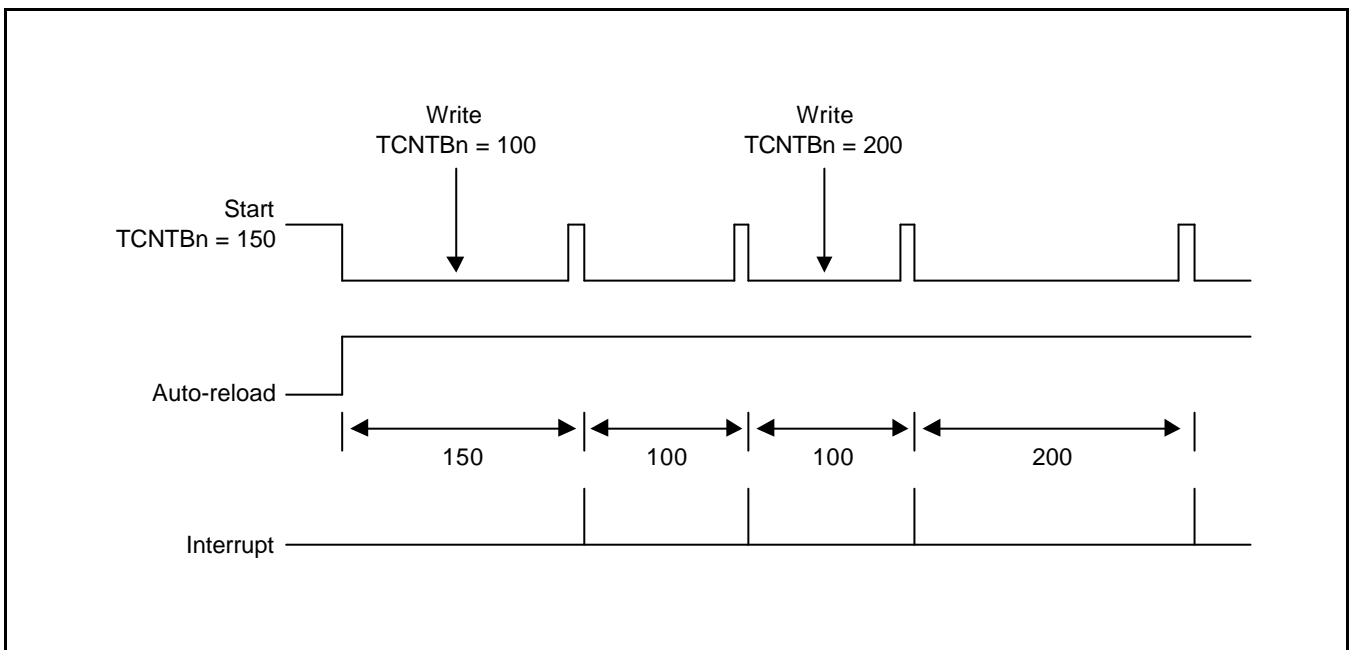 Write
TCNTBn = 100
Write
TCNTBn = 200
Start
TCNTBn = 150
Auto-reload
150
100
100
200
Interrupt